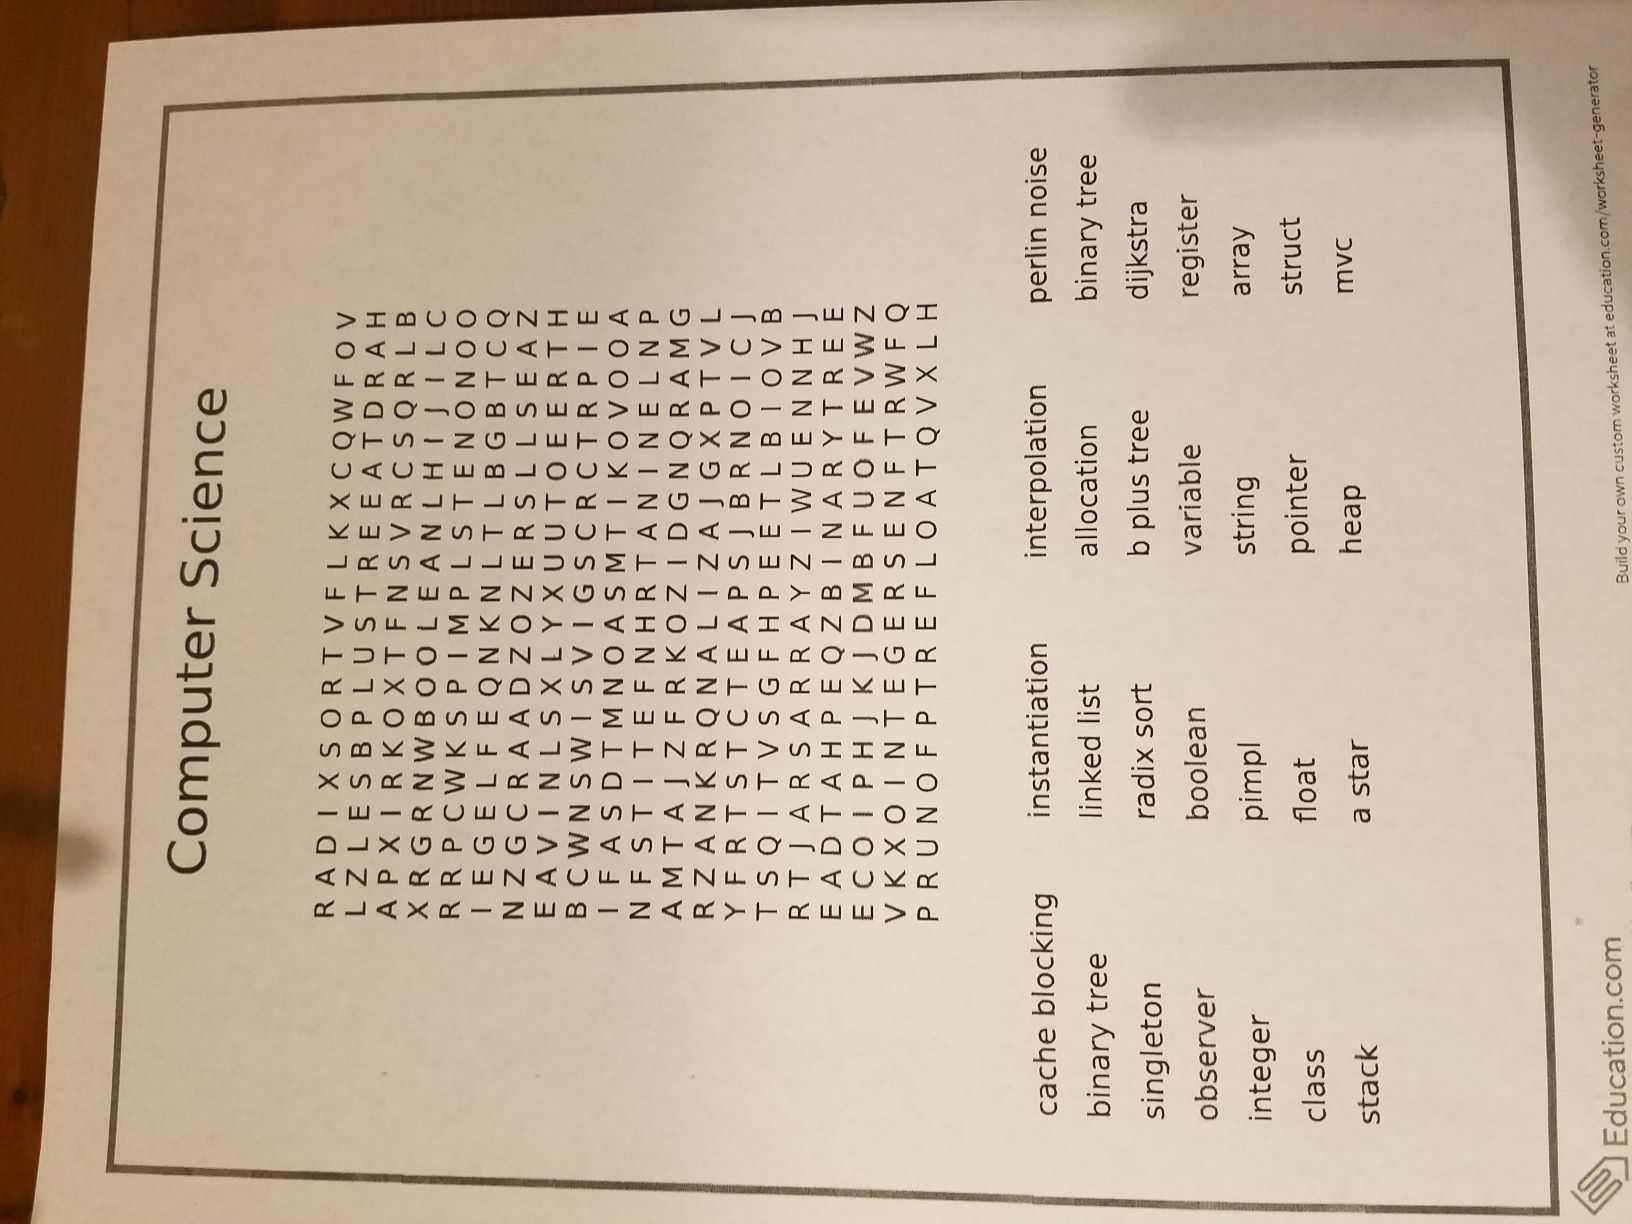 Computer Science
R A D I X S O R T V F L K X C Q W F O V
L Z L E S B P L U S T R E E A T D R A H
A P X I R K O X T F N S V R C S Q R L B
X R G R N W B O O L E A N L H I J I L C
R R P C W K S P I M P L S T E N O N O O
I E G E L F E Q N K N L T L B G B T C Q
N Z G C R A A D Z O Z E R S L L S E A Z
E A V I N L S X L Y X U U T O E E R T H
B C W N S W I S V I G S C R C T R P I E
I F A S D T M N O A S M T I K O V O O A
N F S T I T E F N H R T A N I N E L N P
A M T A J Z F R K O Z I D G N Q R A M G
R Z A N K R Q N A L I Z A J G X P T V L
Y F R T S T C T E A P S J B R N O I C J
T S Q I T V S G F H P E E T L B I O V B
R T J A R S A R R A Y Z I W U E N N H J
E A D T A H P E Q Z B I N A R Y T R E E
E C O I P H J K J D M B F U O F E V W Z
V K X O I N T E G E R S E N F T R W F Q
P R U N O F P T R E F L O A T Q V X L H
cache blocking instantiation interpolation perlin noise
binary tree linked list allocation binary tree
singleton radix sort b plus tree dijkstra
observer boolean variable register
integer pimpl string array
class float pointer struct
stack a star heap mvc
Education.com
Build your own custom worksheet at education.com/worksheet-generator